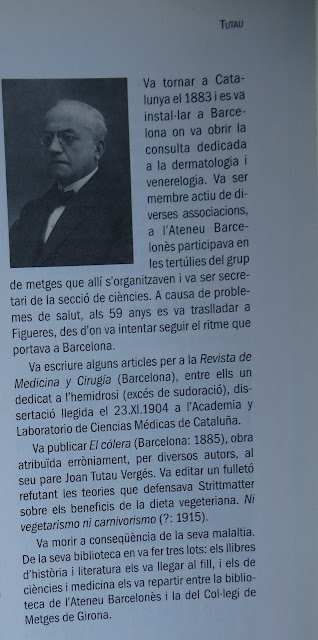 TUTAU
Va tornar a Cata-
lunya el 1883 i es va
instal·lar a Barce-
lona on va obrir la
consulta dedicada
a la dermatologia i
venerelogia. Va ser
membre actiu de di-
verses associacions,
a l'Ateneu Barce-
lonès participava en
les tertúlies del grup
de metges que allí s'organitzaven i va ser secre-
tari de la secció de ciències. A causa de proble-
mes de salut, als 59 anys es va traslladar a
Figueres, des d'on va intentar seguir el ritme que
portava a Barcelona.
Va escriure alguns articles per a la Revista de
Medicina y Cirugía (Barcelona), entre ells un
dedicat a l'hemidrosi (excés de sudoració), dis-
sertació llegida el 23.XI.1904 a l'Academia y
Laboratorio de Ciencias Médicas de Cataluña.
Va publicar El cólera (Barcelona: 1885), obra
atribuïda erròniament, per diversos autors, al
seu pare Joan Tutau Vergés. Va editar un fulletó
refutant les teories que defensava Strittmatter
sobre els beneficis de la dieta vegeteriana. Ni
vegetarismo ni carnivorismo (?: 1915).
Va morir a conseqüència de la seva malaltia.
De la seva biblioteca en va fer tres lots: els llibres
d'història i literatura els va llegar al fill, i els de
ciències i medicina els va repartir entre la biblio-
teca de l'Ateneu Barcelonès i la del Col·legi de
Metges de Girona.